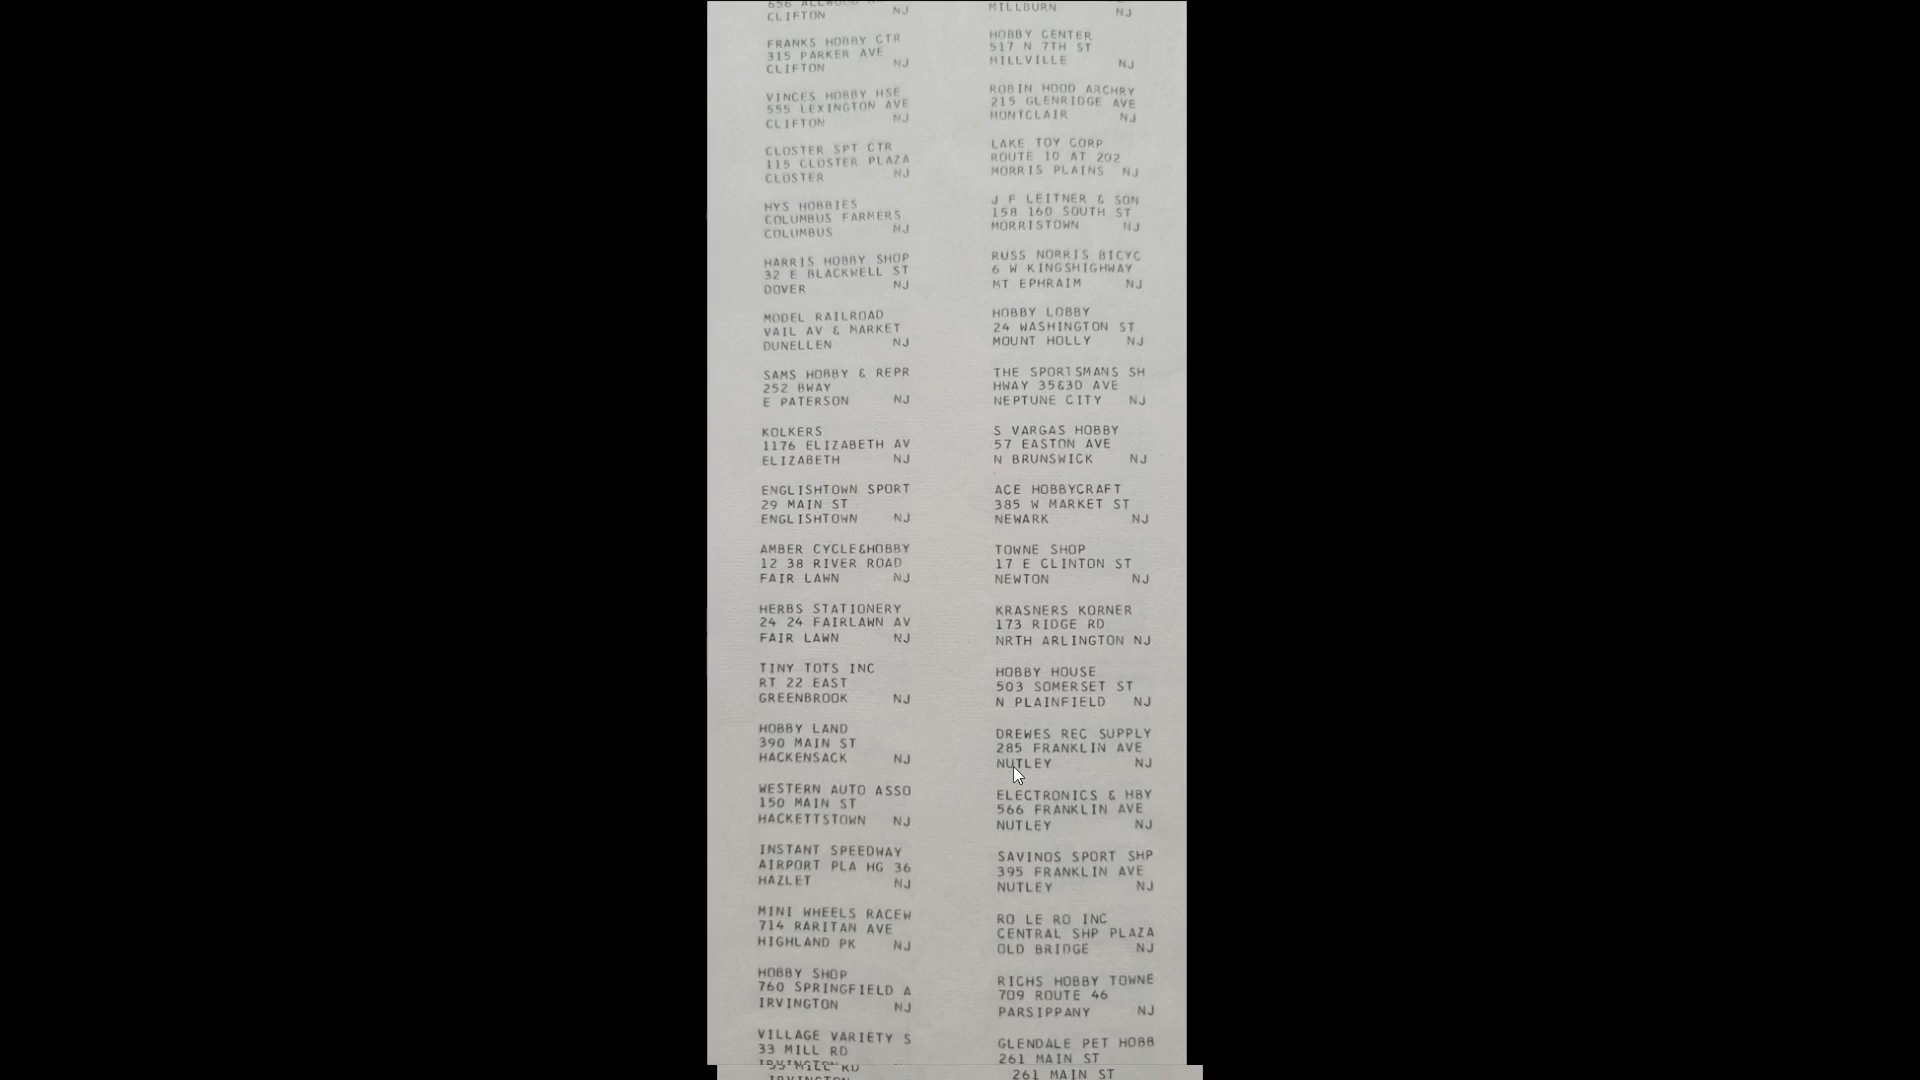 656 ALLWOOD
CLIFTON NJ
FRANKS HOBBY CTR
315 PARKER AVE
CLIFTON NJ
VINCES HOBBY HSE
555 LEXINGTON AVE
CLIFTON NJ
CLOSTER SPT CTR
115 CLOSTER PLAZA
CLOSTER NJ
HYS HOBBIES
COLUMBUS FARMERS
COLUMBUS NJ
HARRIS HOBBY SHOP
32 E BLACKWELL ST
DOVER NJ
MODEL RAILROAD
VAIL AV & MARKET
DUNELLEN NJ
SAMS HOBBY & REPR
252 BWAY
E PATERSON NJ
KOLKERS
1176 ELIZABETH AV
ELIZABETH NJ
ENGLISHTOWN SPORT
29 MAIN ST
ENGLISHTOWN NJ
AMBER CYCLE&HOBBY
12 38 RIVER ROAD
FAIR LAWN NJ
HERBS STATIONERY
24 24 FAIRLAWN AV
FAIR LAWN NJ
TINY TOTS INC
RT 22 EAST
GREENBROOK NJ
HOBBY LAND
390 MAIN ST
HACKENSACK NJ
WESTERN AUTO ASSO
150 MAIN ST
HACKETTSTOWN NJ
INSTANT SPEEDWAY
AIRPORT PLA HG 36
HAZLET NJ
MINI WHEELS RACEW
714 RARITAN AVE
HIGHLAND PK NJ
HOBBY SHOP
760 SPRINGFIELD A
IRVINGTON NJ
VILLAGE VARIETY S
33 MILL RD
IRVINGTON
MILLBURN NJ
HOBBY CENTER
517 N 7TH ST
MILLVILLE NJ
ROBIN HOOD ARCHRY
215 GLENRIDGE AVE
MONTCLAIR NJ
LAKE TOY CORP
ROUTE 10 AT 202
MORRIS PLAINS NJ
J F LEITNER & SON
158 160 SOUTH ST
MORRISTOWN NJ
RUSS NORRIS BICYC
6 W KINGSHIGHWAY
MT EPHRAIM NJ
HOBBY LOBBY
24 WASHINGTON ST
MOUNT HOLLY NJ
THE SPORTSMANS SH
HWAY 35&3D AVE
NEPTUNE CITY NJ
S VARGAS HOBBY
57 EASTON AVE
N BRUNSWICK NJ
ACE HOBBYCRAFT
385 W MARKET ST
NEWARK NJ
TOWNE SHOP
17 E CLINTON ST
NEWTON NJ
KRASNERS KORNER
173 RIDGE RD
NRTH ARLINGTON NJ
HOBBY HOUSE
503 SOMERSET ST
N PLAINFIELD NJ
DREWES REC SUPPLY
285 FRANKLIN AVE
NUTLEY NJ
ELECTRONICS & HBY
566 FRANKLIN AVE
NUTLEY NJ
SAVINOS SPORT SHP
395 FRANKLIN AVE
NUTLEY NJ
RO LE RO INC
CENTRAL SHP PLAZA
OLD BRIDGE NJ
RICHS HOBBY TOWNE
709 ROUTE 46
PARSIPPANY NJ
GLENDALE PET HOBB
261 MAIN ST
261 MAIN ST